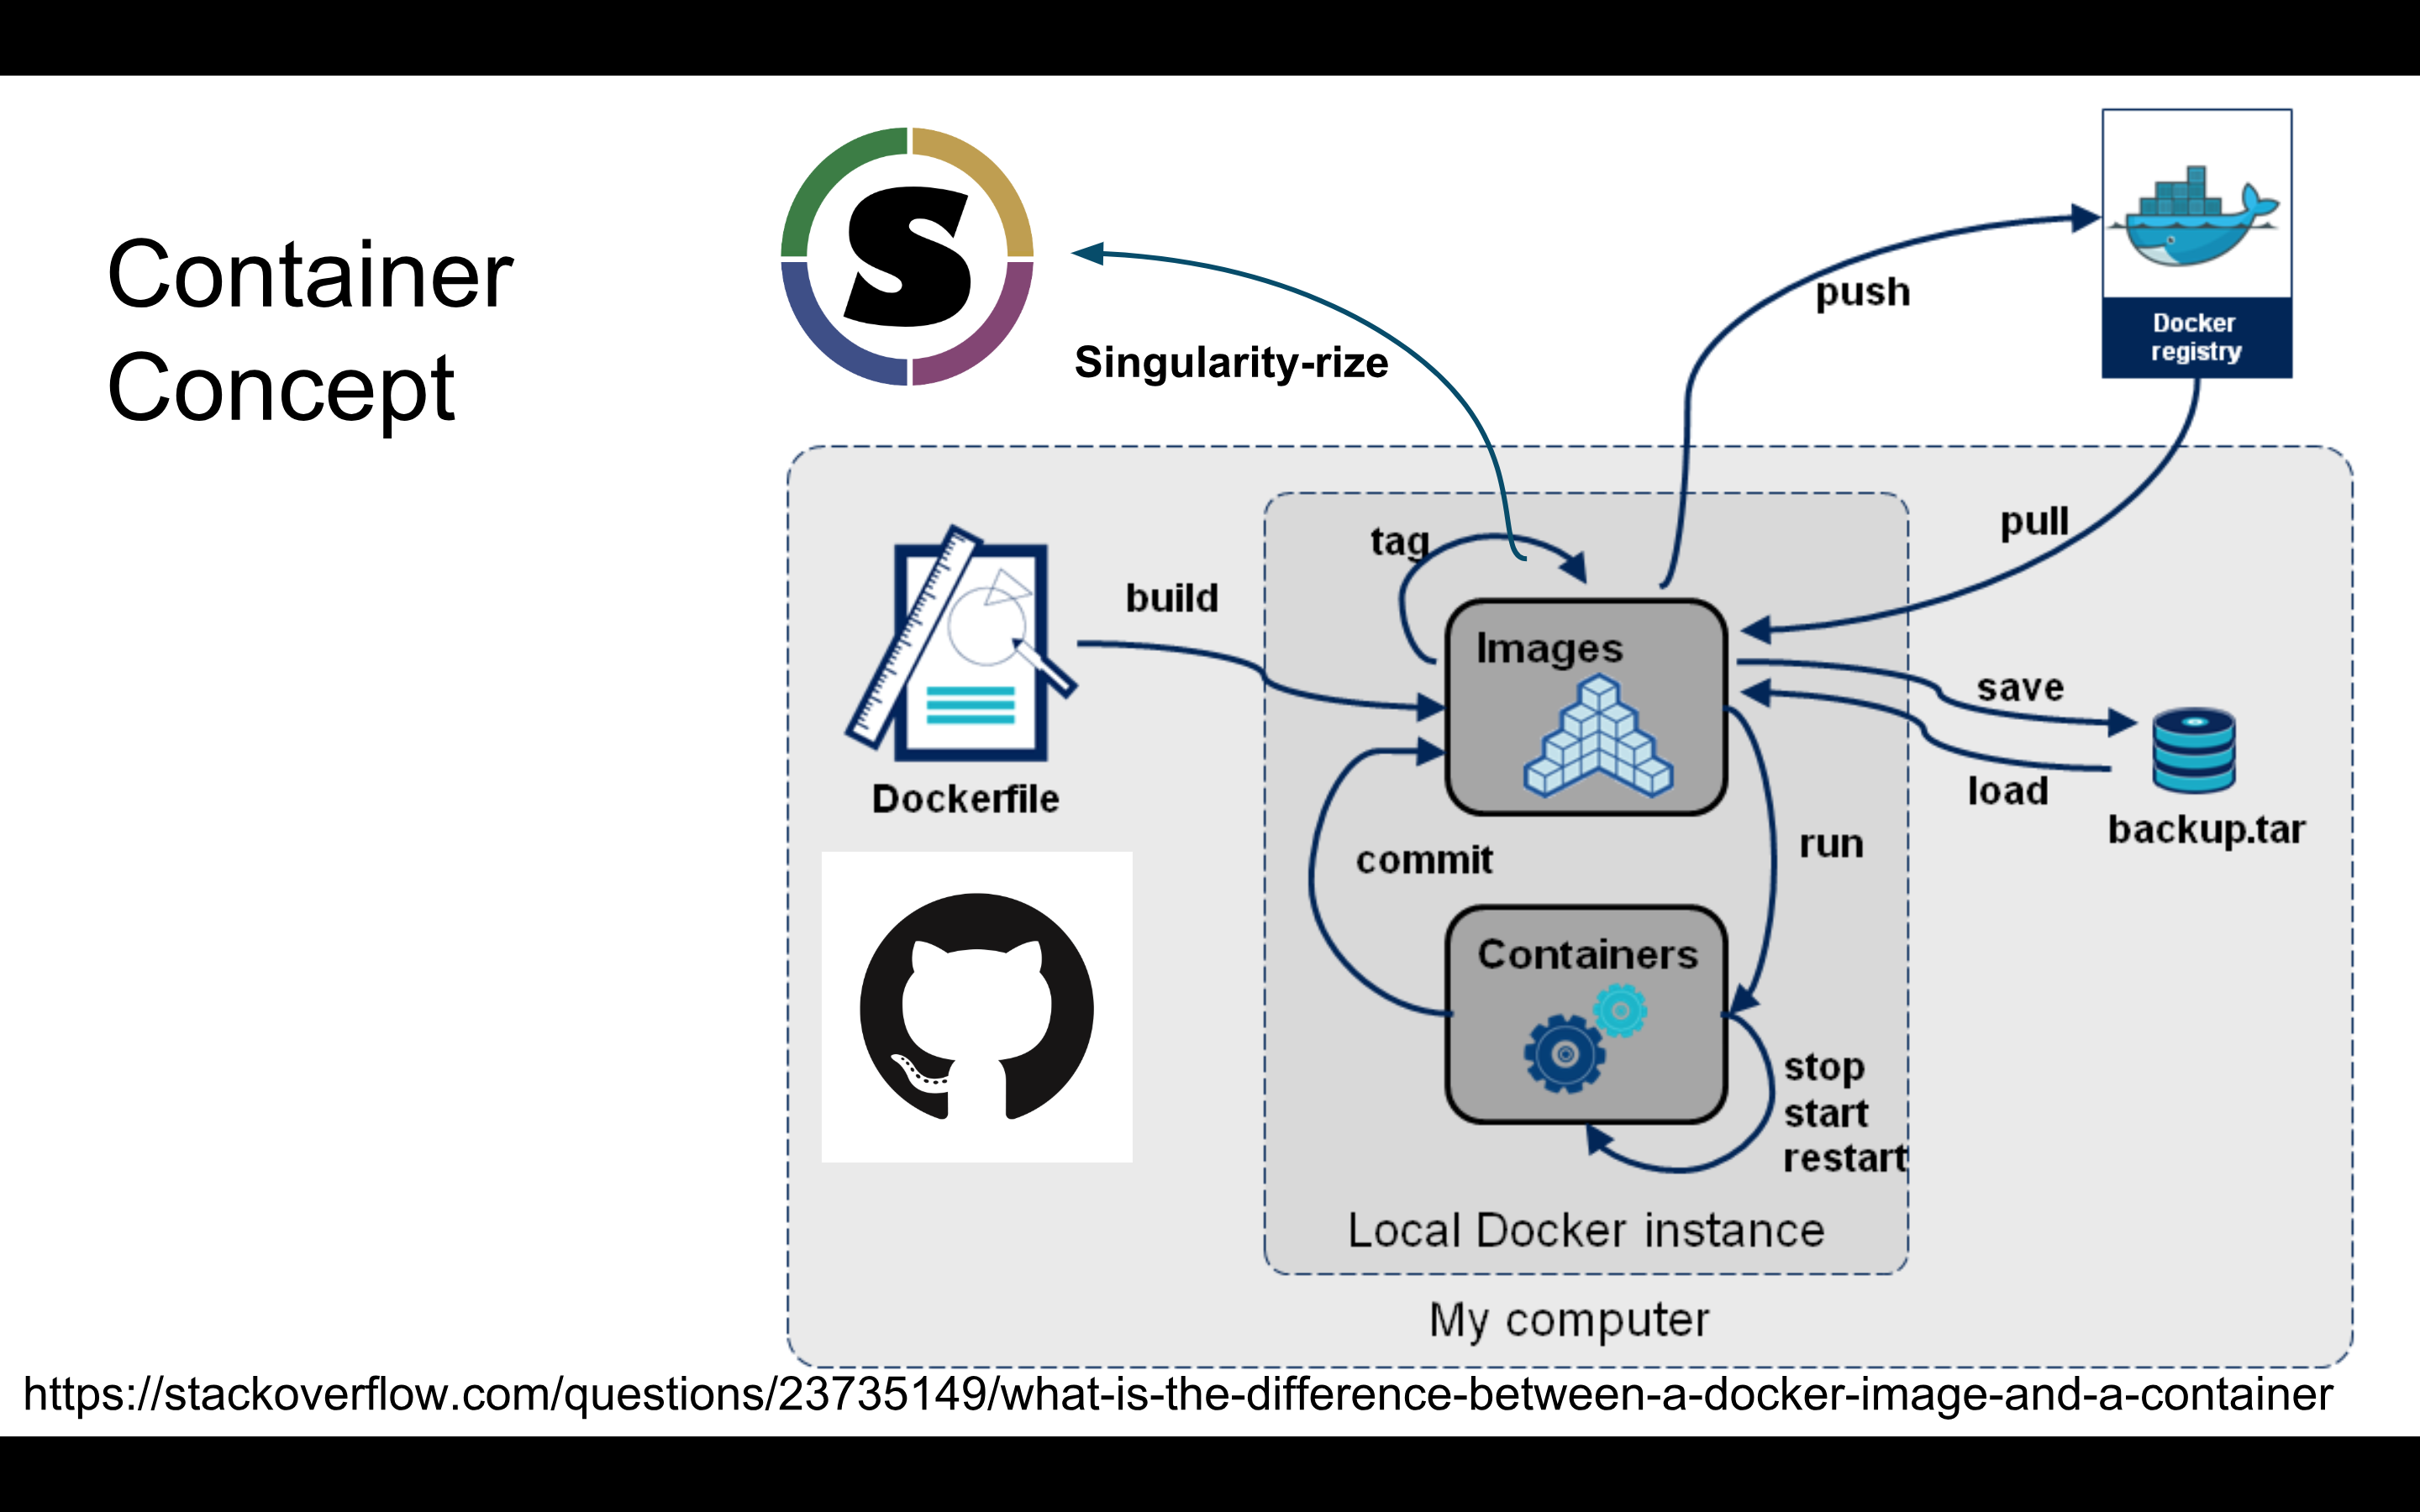 Container
Concept
S
Singularity-rize
push
Docker
registry
pull
tag
build
Images
save
load
backup.tar
Dockerfile
commit
run
Containers
stop
start
restart
Local Docker instance
My computer
https://stackoverflow.com/questions/23735149/what-is-the-difference-between-a-docker-image-and-a-container